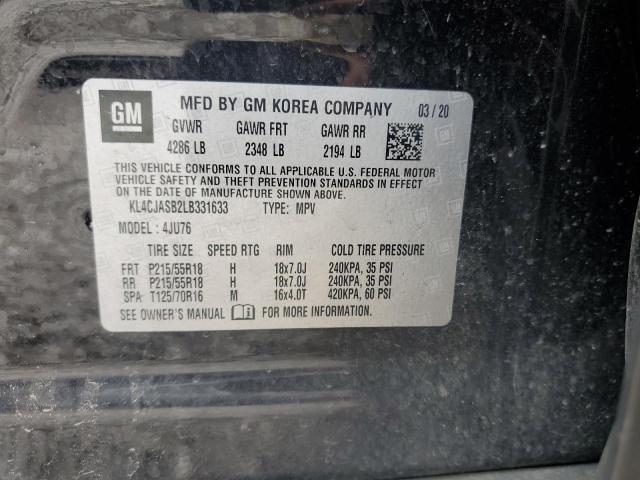 GM
MFD BY GM KOREA COMPANY 03 / 20
GVWR GAWR FRT GAWR RR
4286 LB 2348 LB 2194 LB
THIS VEHICLE CONFORMS TO ALL APPLICABLE U.S. FEDERAL MOTOR
VEHICLE SAFETY AND THEFT PREVENTION STANDARDS IN EFFECT
ON THE DATE OF MANUFACTURE SHOWN ABOVE.
KL4CJASB2LB331633 TYPE: MPV
MODEL : 4JU76
TIRE SIZE SPEED RTG RIM COLD TIRE PRESSURE
FRT P215/55R18 H 18x7.0J 240KPA, 35 PSI
RR P215/55R18 H 18x7.0J 240KPA, 35 PSI
SPA T125/70R16 M 16x4.0T 420KPA, 60 PSI
SEE OWNER'S MANUAL FOR MORE INFORMATION.